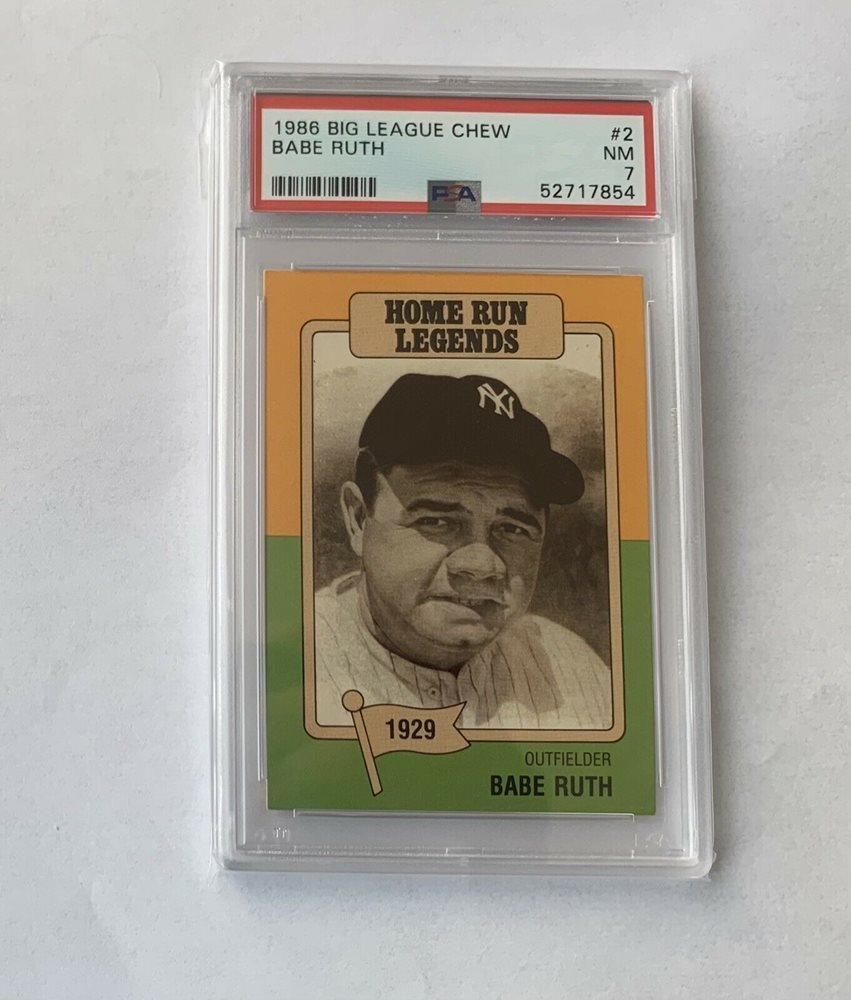 1986 BIG LEAGUE CHEW #2
BABE RUTH NM
7
PSA 52717854
HOME RUN
LEGENDS
NY
1929
OUTFIELDER
BABE RUTH